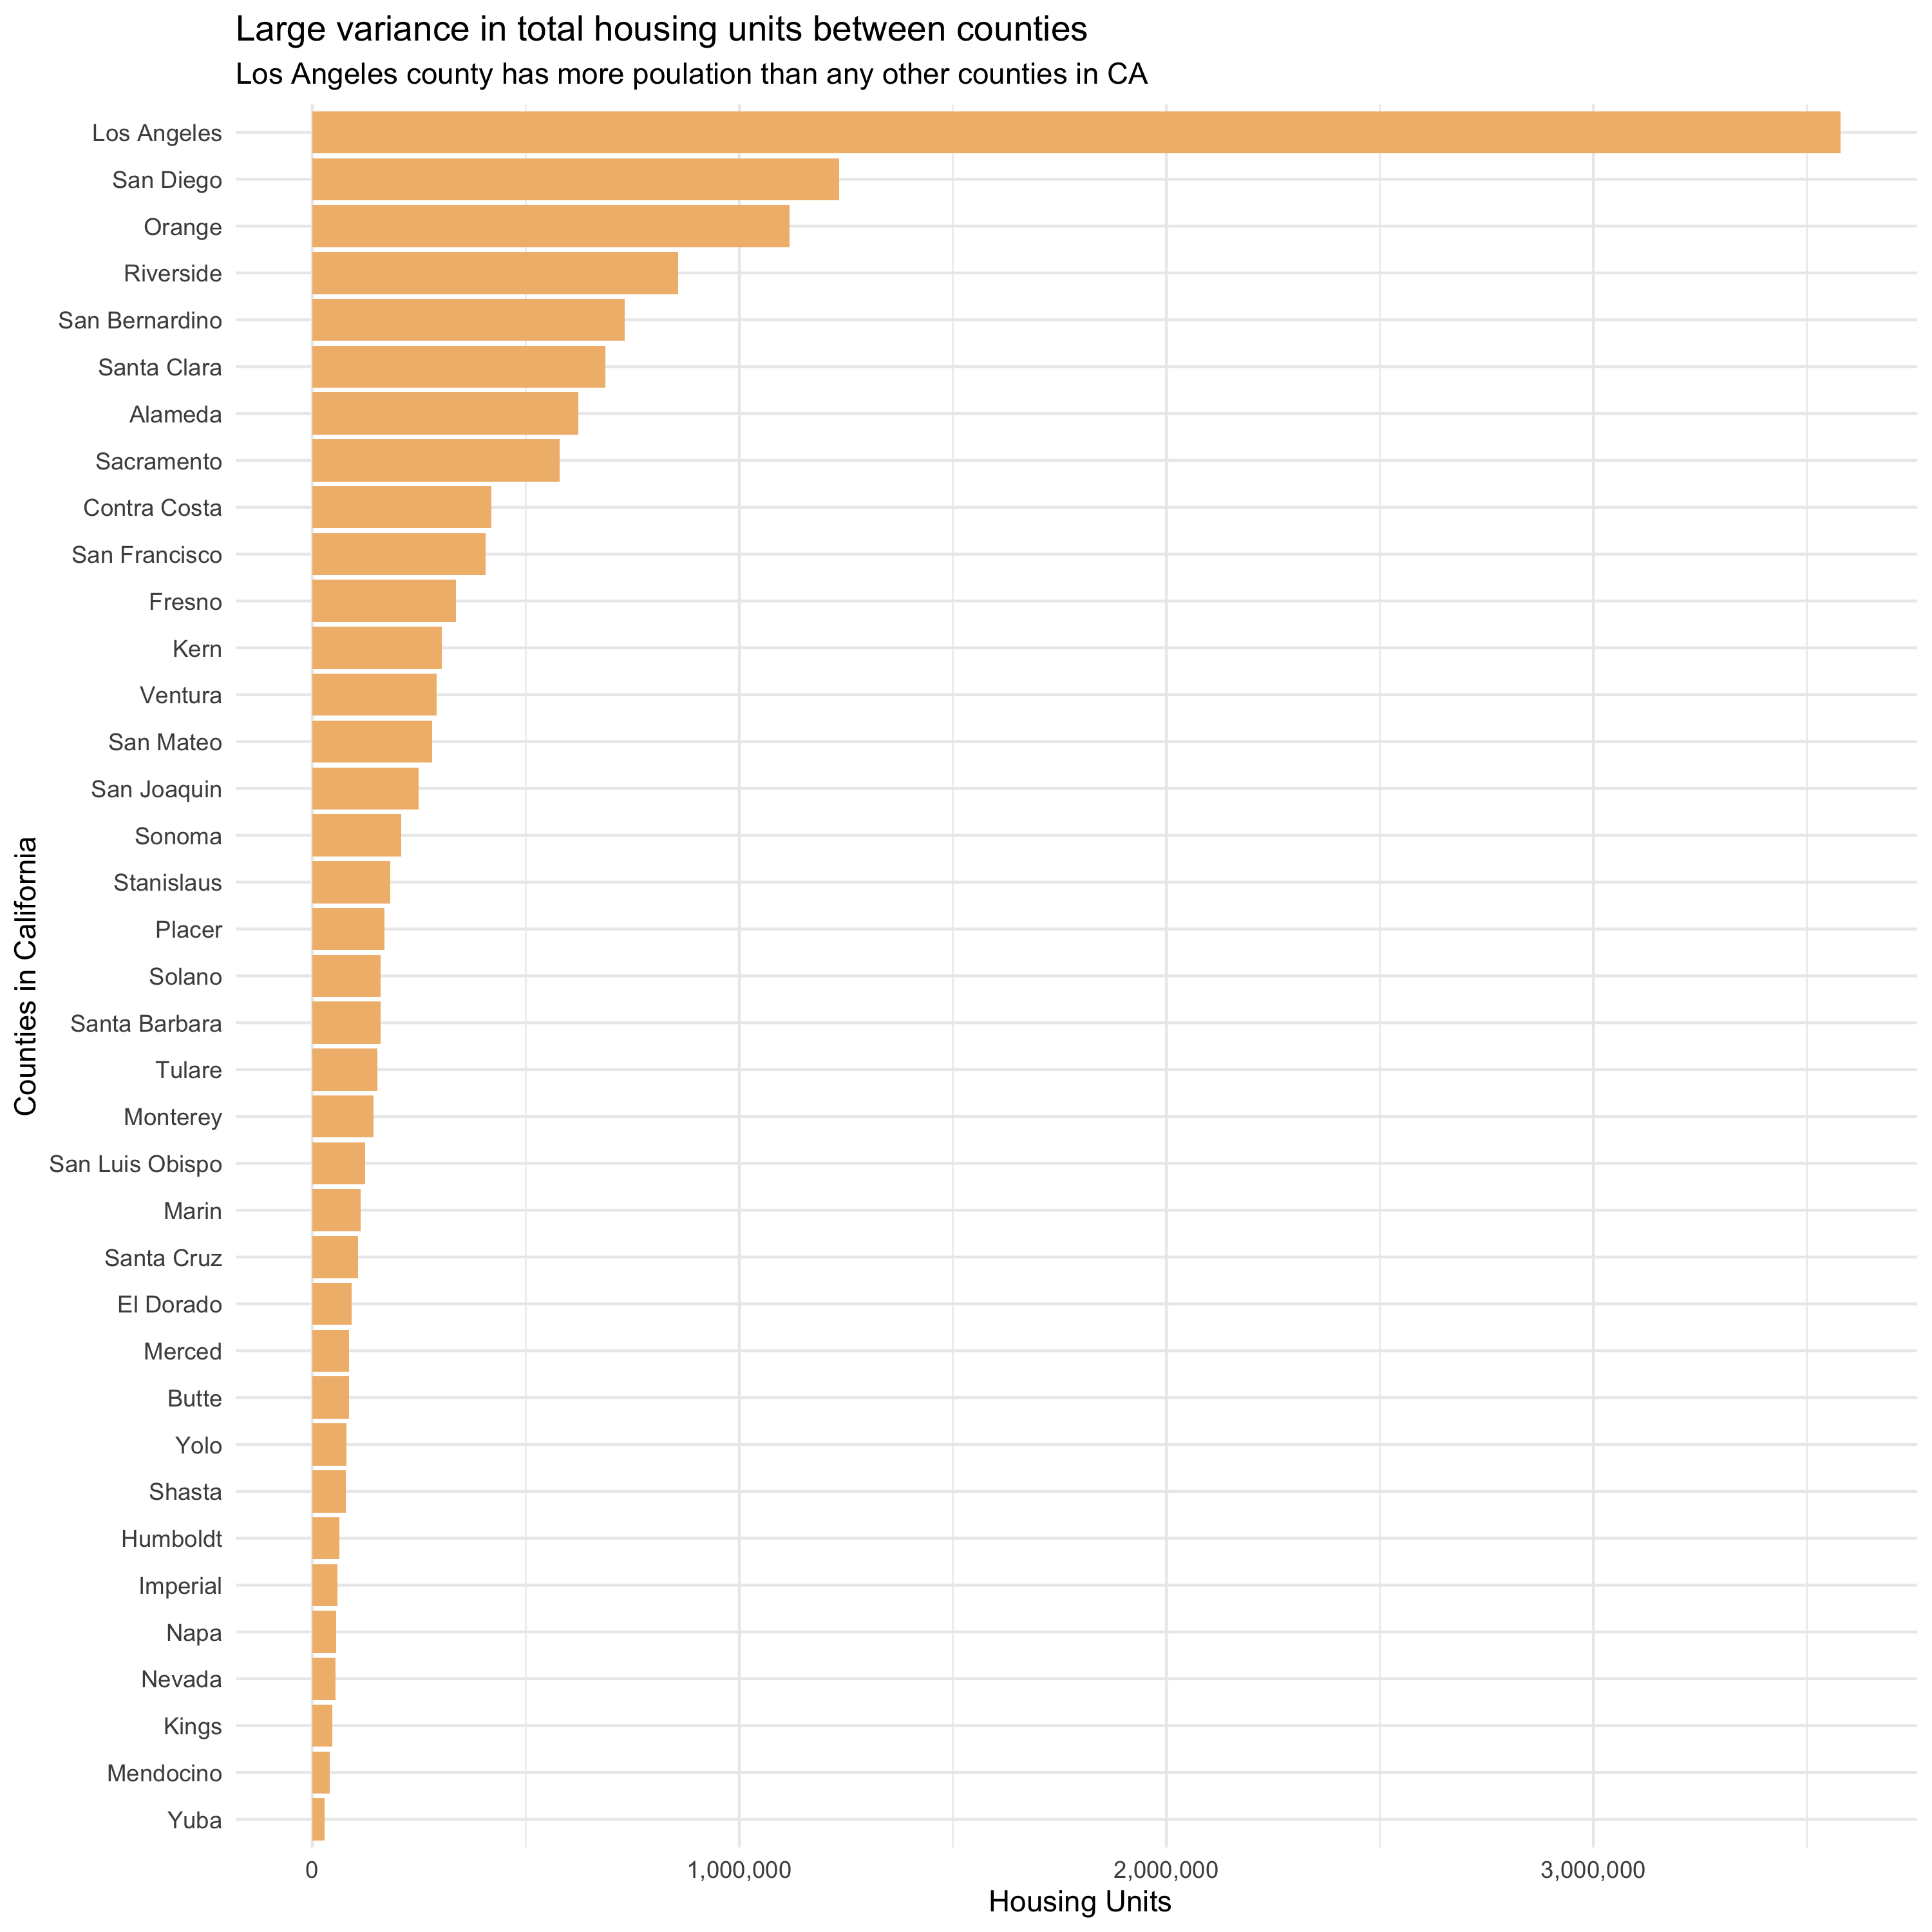 Large variance in total housing units between counties
Los Angeles county has more poulation than any other counties in CA
Counties in California
Los Angeles
San Diego
Orange
Riverside
San Bernardino
Santa Clara
Alameda
Sacramento
Contra Costa
San Francisco
Fresno
Kern
Ventura
San Mateo
San Joaquin
Sonoma
Stanislaus
Placer
Solano
Santa Barbara
Tulare
Monterey
San Luis Obispo
Marin
Santa Cruz
El Dorado
Merced
Butte
Yolo
Shasta
Humboldt
Imperial
Napa
Nevada
Kings
Mendocino
Yuba
0 1,000,000 2,000,000 3,000,000
Housing Units